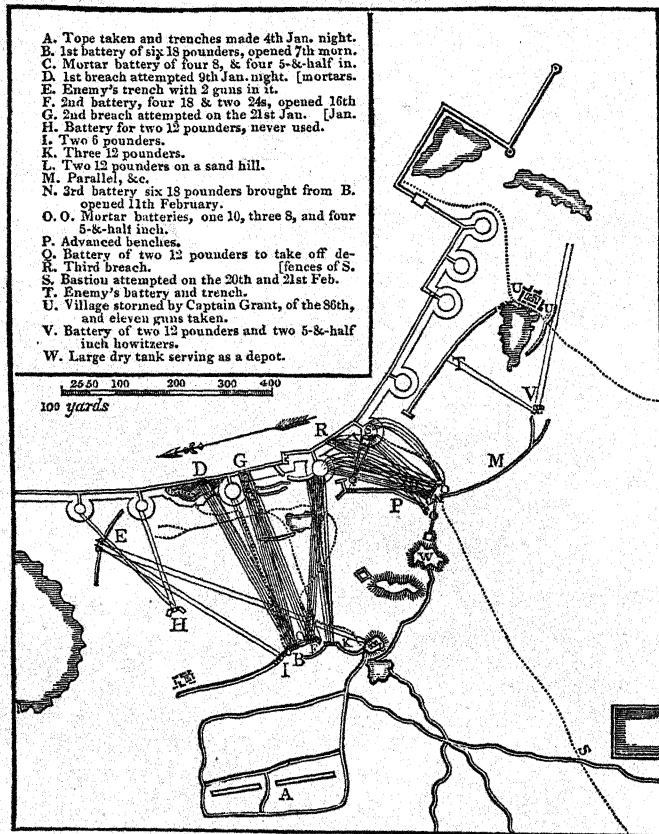 A. Tope taken and trenches made 4th Jan. night.
B. 1st battery of six 18 pounders, opened 7th morn.
C. Mortar battery of four 8, & four 5-&-half in.
D. 1st breach attempted 9th Jan. night. [mortars.
E. Enemy's trench with 2 guns in it.
F. 2nd battery, four 18 & two 24s, opened 16th
G. 2nd breach attempted on the 21st Jan. [Jan.
H. Battery for two 12 pounders, never used.
I. Two 6 pounders.
K. Three 12 pounders.
L. Two 12 pounders on a sand hill.
M. Parallel, &c.
N. 3rd battery six 18 pounders brought from B.
opened 11th February.
O. O. Mortar batteries, one 10, three 8, and four
5-&-half inch.
P. Advanced benches.
Q. Battery of two 12 pounders to take off de-
R. Third breach. [fences of S.
S. Bastion attempted on the 20th and 21st Feb.
T. Enemy's battery and trench.
U. Village stormed by Captain Grant, of the 86th,
and eleven guns taken.
V. Battery of two 12 pounders and two 5-&-half
inch howitzers.
W. Large dry tank serving as a depot.
25 50 100 200 300 400
100 yards
U U
T
V
R S
D G
M
P
E
W
H
I B F K
S
A